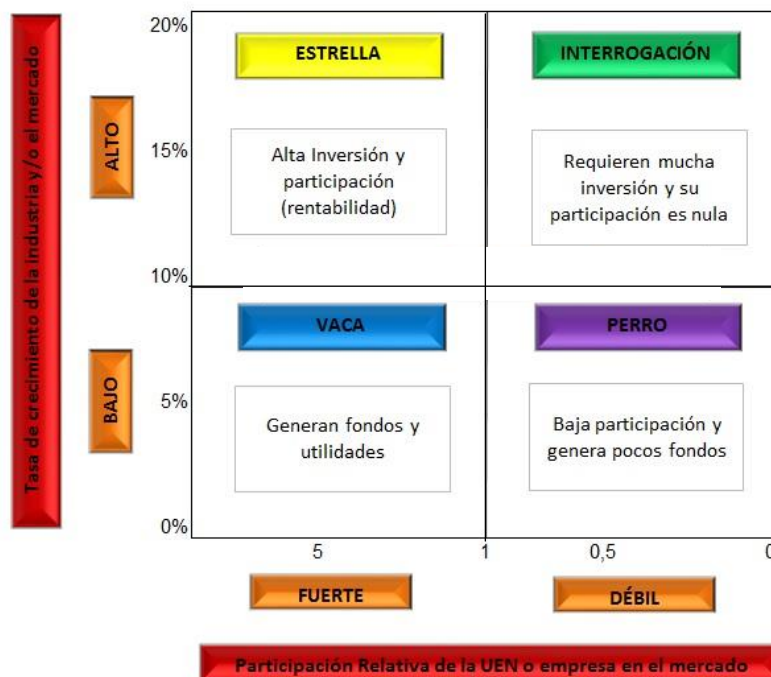 Tasa de crecimiento de la industria y/o el mercado
ALTO
BAJO
20%
15%
10%
5%
0%
ESTRELLA
Alta Inversión y
participación
(rentabilidad)
INTERROGACIÓN
Requieren mucha
inversión y su
participación es nula
VACA
Generan fondos y
utilidades
PERRO
Baja participación y
genera pocos fondos
5
1
0,5
0
FUERTE
DÉBIL
Participación Relativa de la UEN o empresa en el mercado